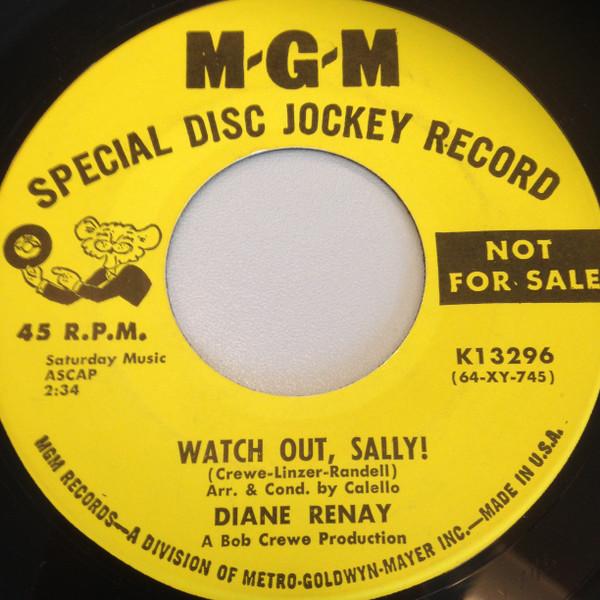 M-G-M
SPECIAL DISC JOCKEY RECORD
NOT
FOR SALE
45 R.P.M.
Saturday Music
ASCAP
2:34
K13296
(64-XY-745)
WATCH OUT, SALLY!
(Crewe-Linzer-Randell)
Arr. & Cond. by Calello
DIANE RENAY
A Bob Crewe Production
MGM RECORDS—A DIVISION OF METRO-GOLDWYN-MAYER INC.—MADE IN U.S.A.